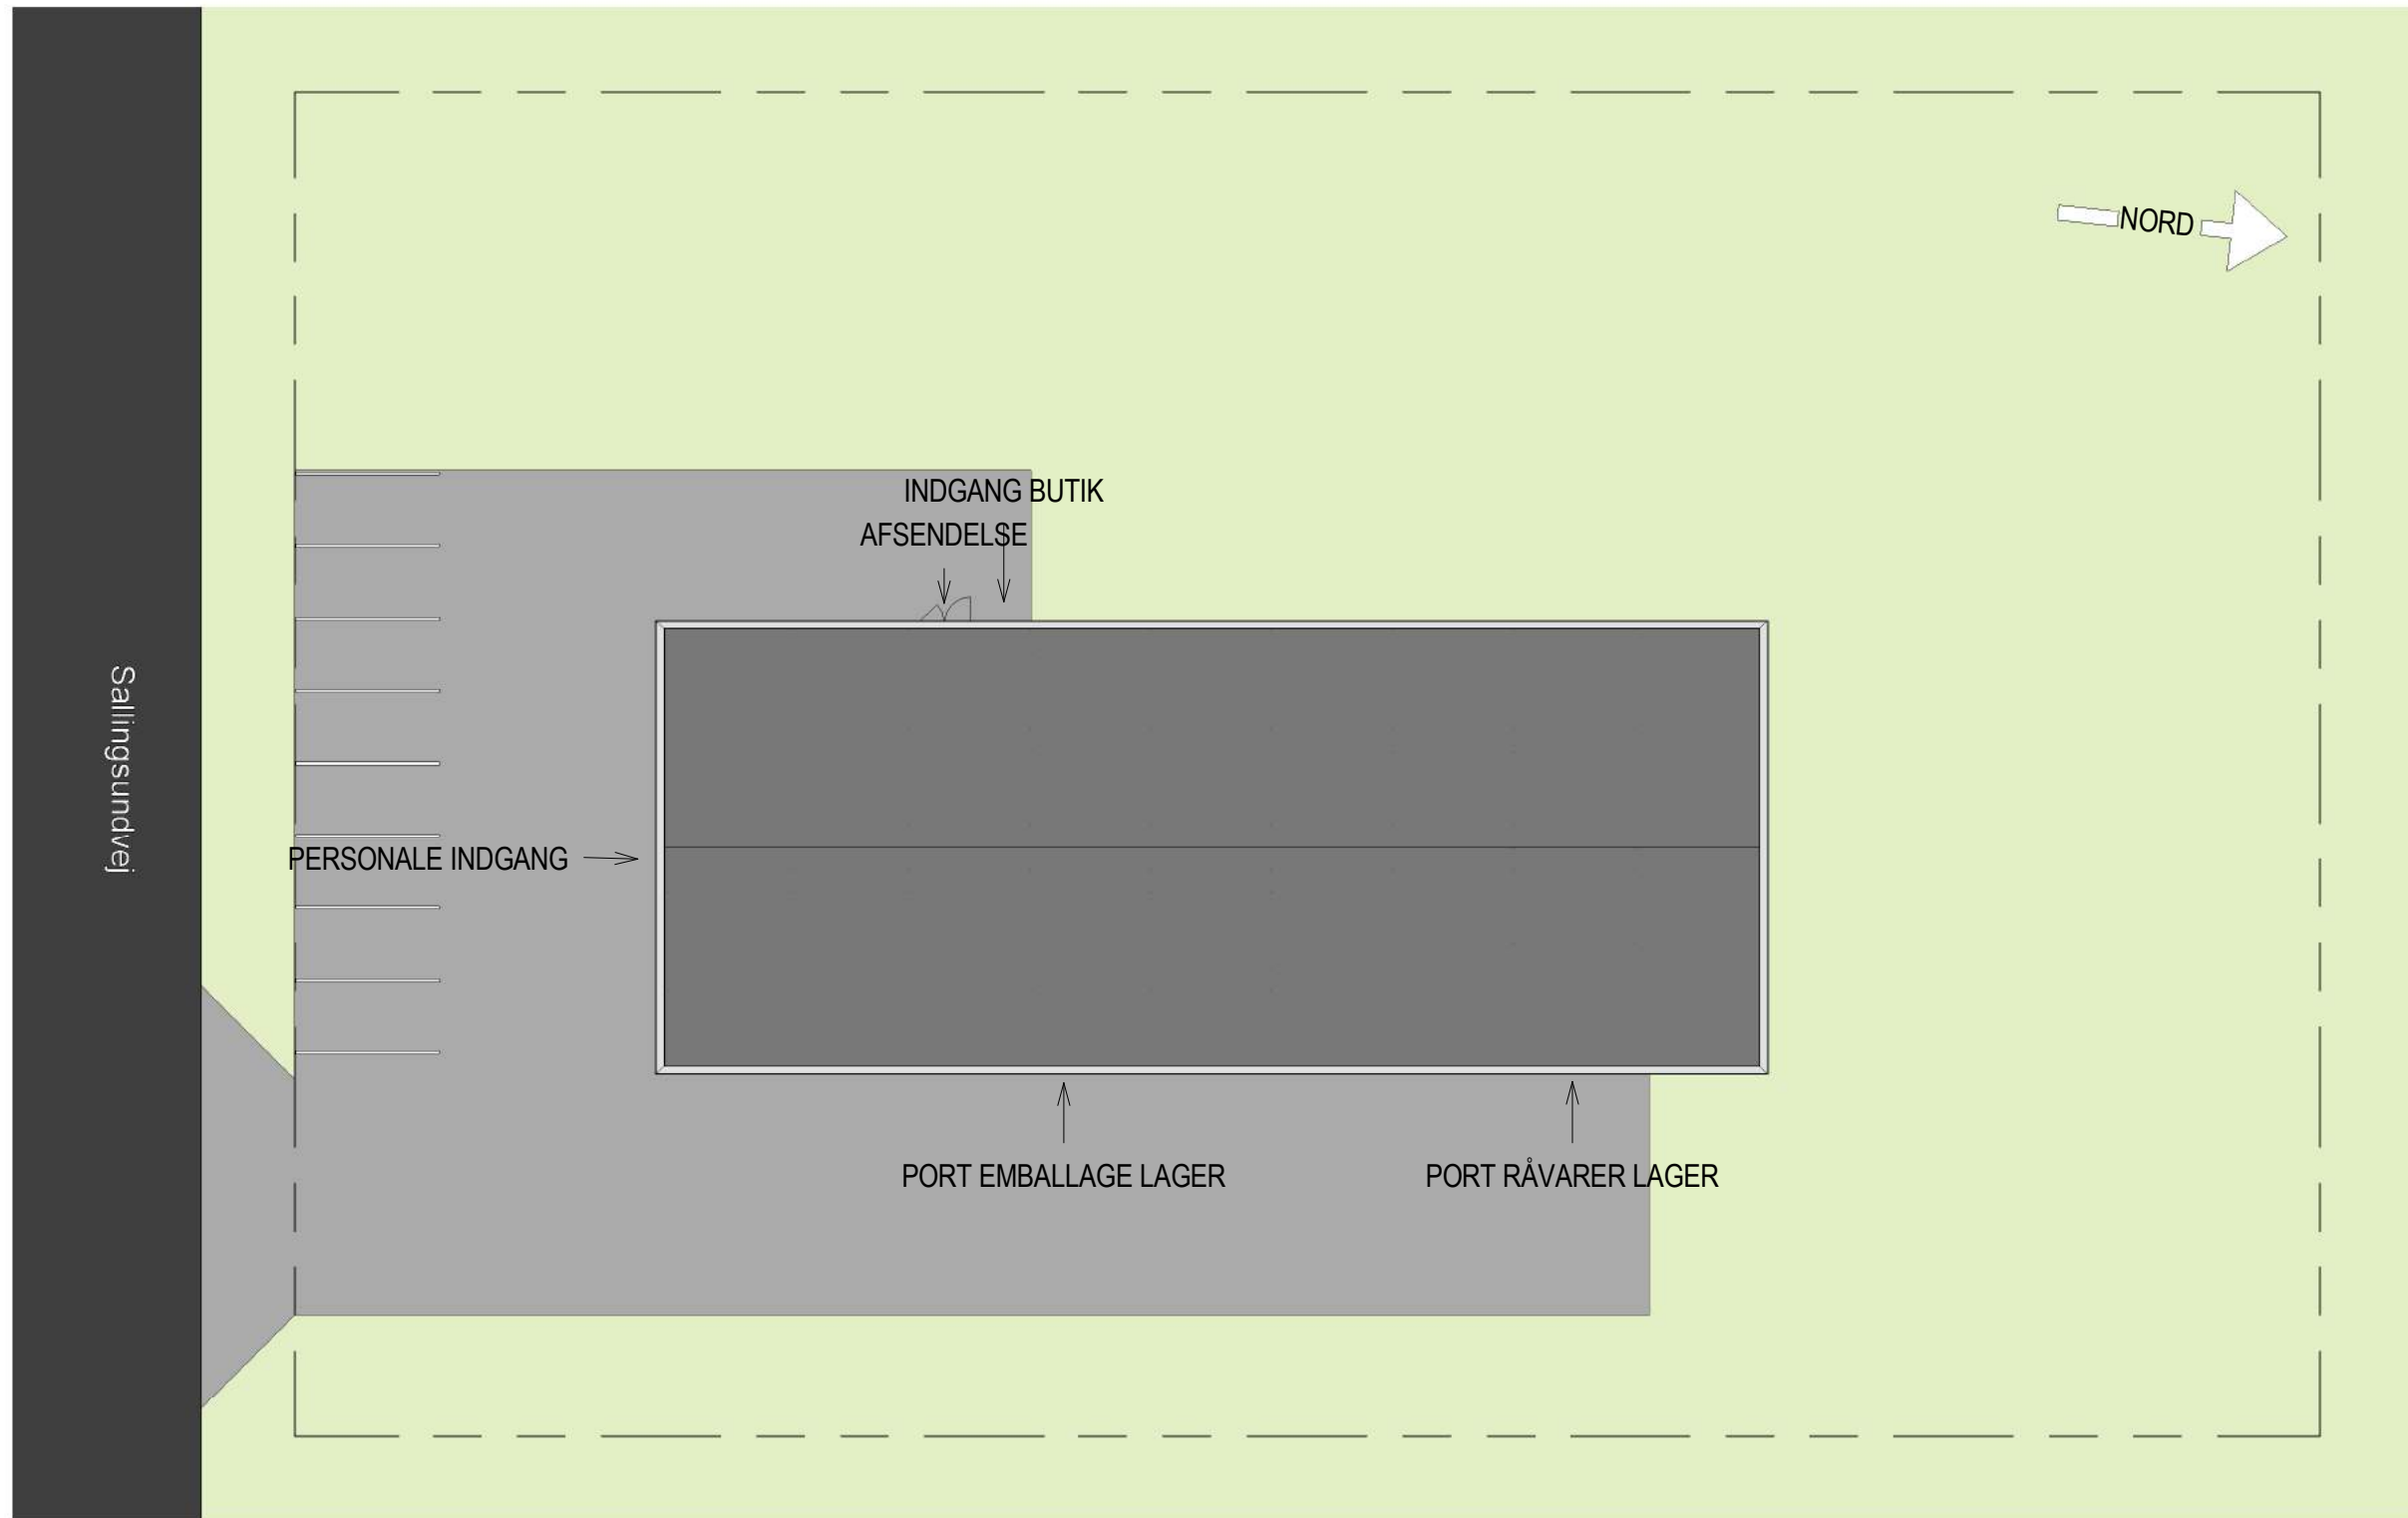 NORD
INDGANG BUTIK
AFSENDELSE
Sallingsundvej
PERSONALE INDGANG
PORT EMBALLAGE LAGER
PORT RÅVARER LAGER